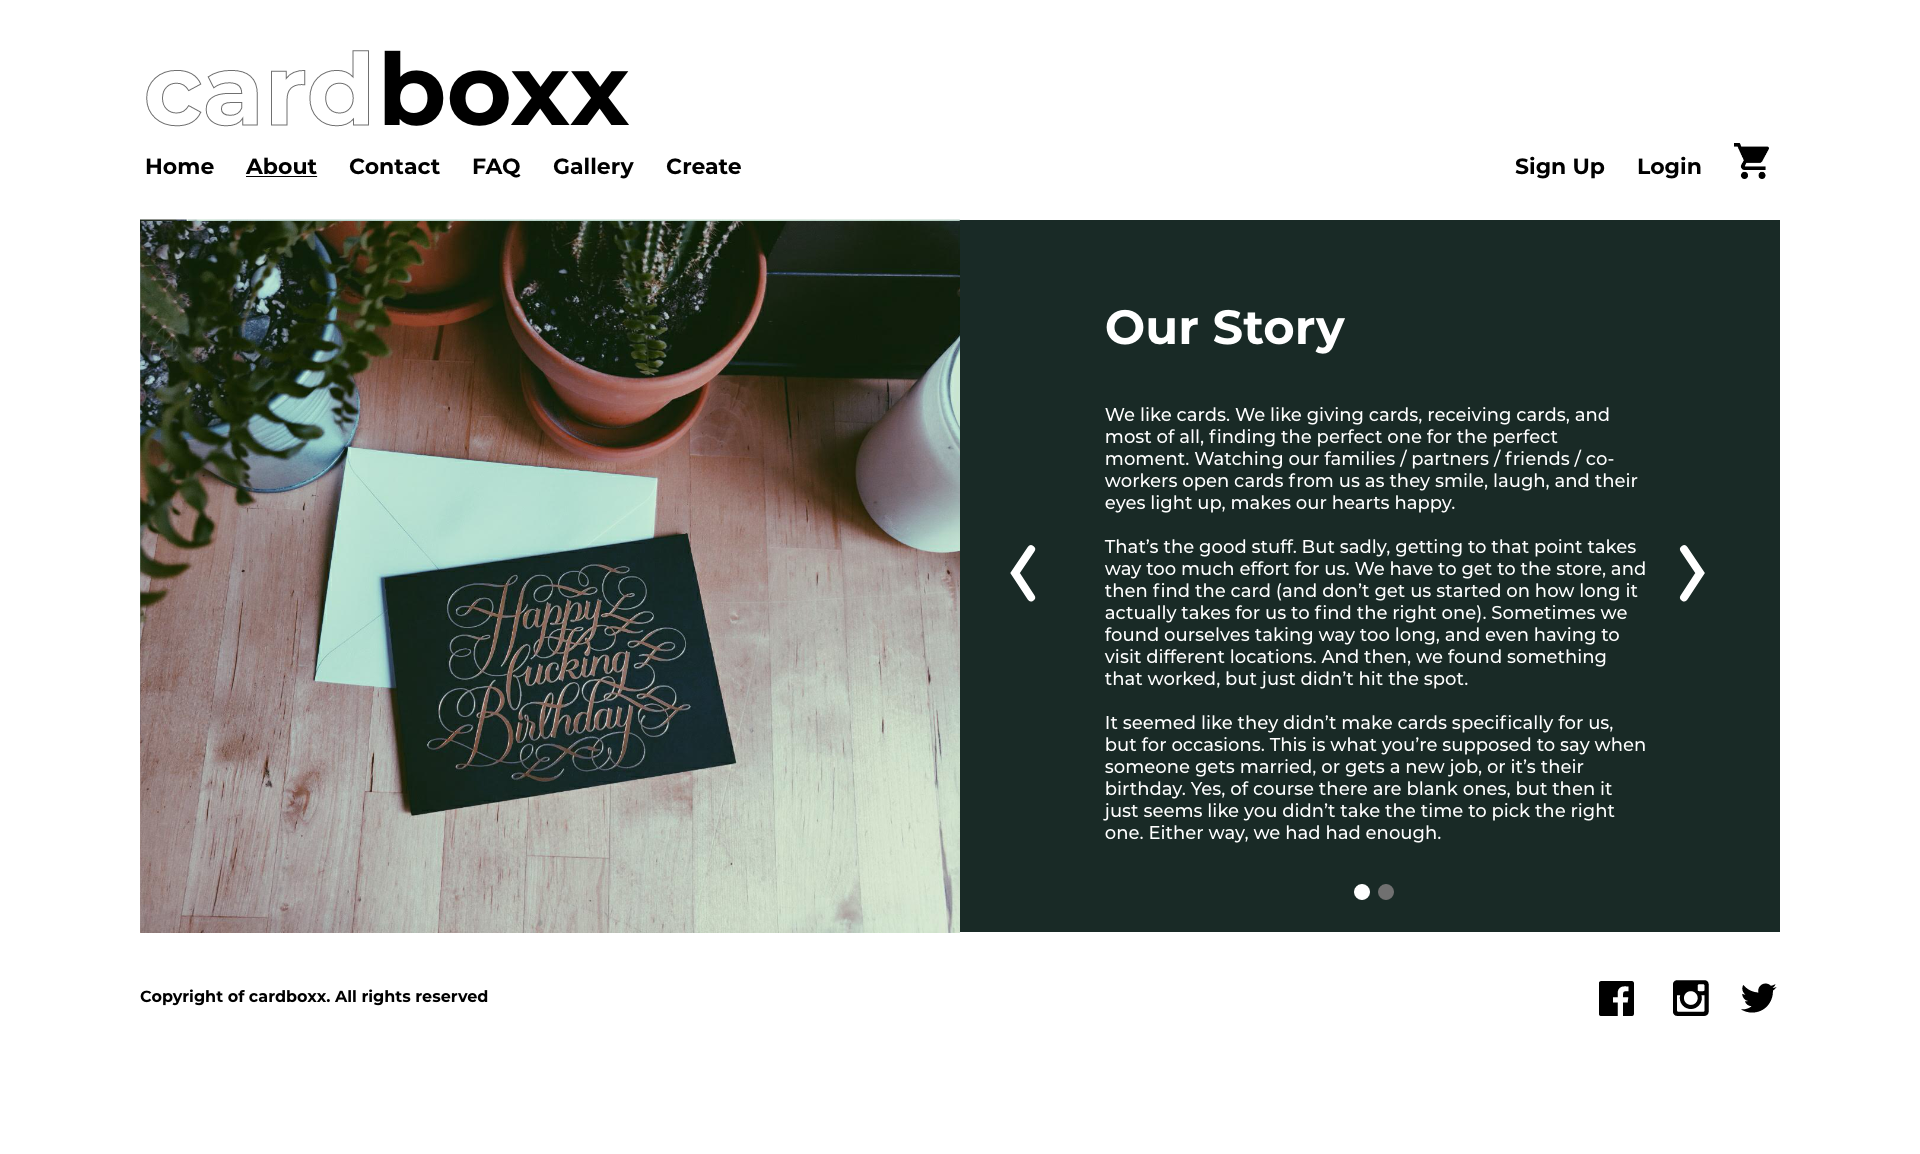 cardboxx
Home About Contact FAQ Gallery Create Sign Up Login
Happy
fucking
Birthday
Our Story
We like cards. We like giving cards, receiving cards, and
most of all, finding the perfect one for the perfect
moment. Watching our families / partners / friends / co-
workers open cards from us as they smile, laugh, and their
eyes light up, makes our hearts happy.
That’s the good stuff. But sadly, getting to that point takes
way too much effort for us. We have to get to the store, and
then find the card (and don’t get us started on how long it
actually takes for us to find the right one). Sometimes we
found ourselves taking way too long, and even having to
visit different locations. And then, we found something
that worked, but just didn’t hit the spot.
It seemed like they didn’t make cards specifically for us,
but for occasions. This is what you’re supposed to say when
someone gets married, or gets a new job, or it’s their
birthday. Yes, of course there are blank ones, but then it
just seems like you didn’t take the time to pick the right
one. Either way, we had had enough.
Copyright of cardboxx. All rights reserved